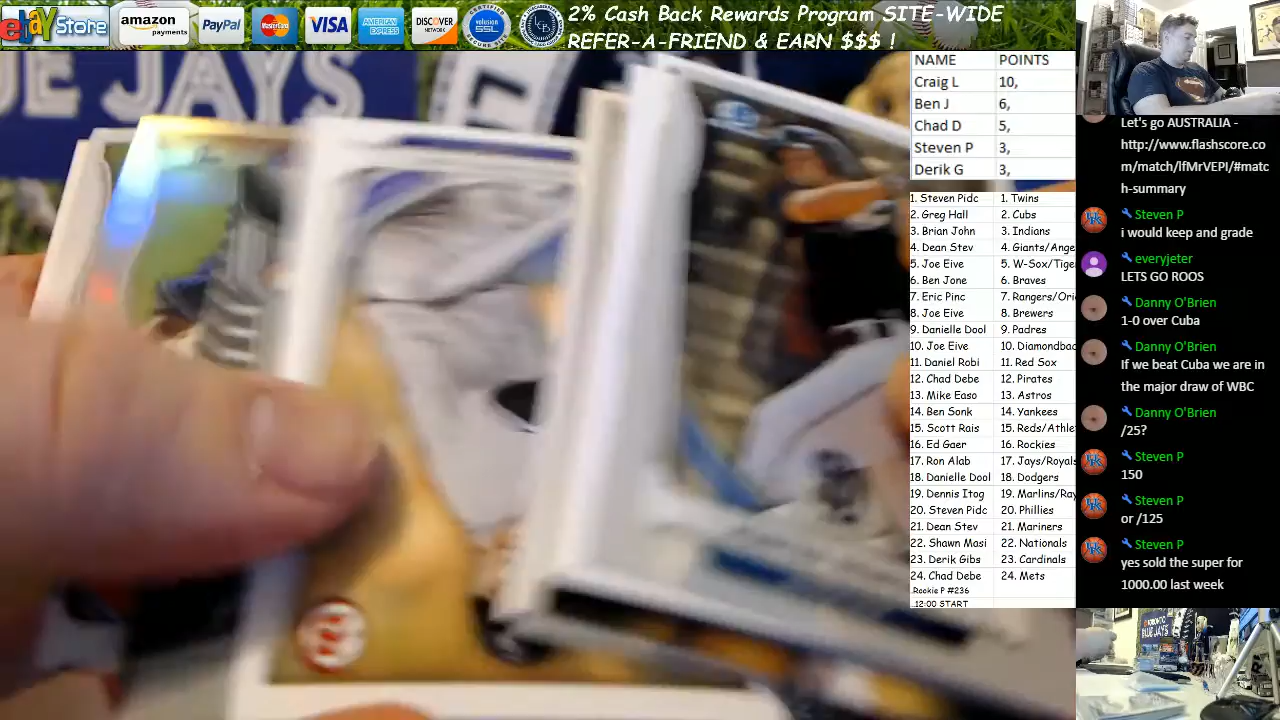 ebay Store
amazon payments
PayPal
MasterCard
VISA
AMERICAN EXPRESS
DISCOVER NETWORK
volusion SSL
2% Cash Back Rewards Program SITE-WIDE
REFER-A-FRIEND & EARN $$$ !
BLUE JAYS
NAME POINTS
Craig L 10,
Ben J 6,
Chad D 5,
Steven P 3,
Derik G 3,
1. Steven Pidc 1. Twins
2. Greg Hall 2. Cubs
3. Brian John 3. Indians
4. Dean Stev 4. Giants/Ange
5. Joe Eive 5. W-Sox/Tige
6. Ben Jone 6. Braves
7. Eric Pinc 7. Rangers/Ori
8. Joe Eive 8. Brewers
9. Danielle Dool 9. Padres
10. Joe Eive 10. Diamondbac
11. Daniel Robi 11. Red Sox
12. Chad Debe 12. Pirates
13. Mike Easo 13. Astros
14. Ben Sonk 14. Yankees
15. Scott Rais 15. Reds/Athle
16. Ed Gaer 16. Rockies
17. Ron Alab 17. Jays/Royals
18. Danielle Dool 18. Dodgers
19. Dennis Itog 19. Marlins/Ray
20. Steven Pidc 20. Phillies
21. Dean Stev 21. Mariners
22. Shawn Masi 22. Nationals
23. Derik Gibs 23. Cardinals
24. Chad Debe 24. Mets
.Rookie P #236
.12:00 START
Let's go AUSTRALIA -
http://www.flashscore.co
m/match/lfMrVEPI/#matc
h-summary
Steven P
i would keep and grade
everyjeter
LETS GO ROOS
Danny O'Brien
1-0 over Cuba
Danny O'Brien
If we beat Cuba we are in
the major draw of WBC
Danny O'Brien
/25?
Steven P
150
Steven P
or /125
Steven P
yes sold the super for
1000.00 last week
BLUE JAYS